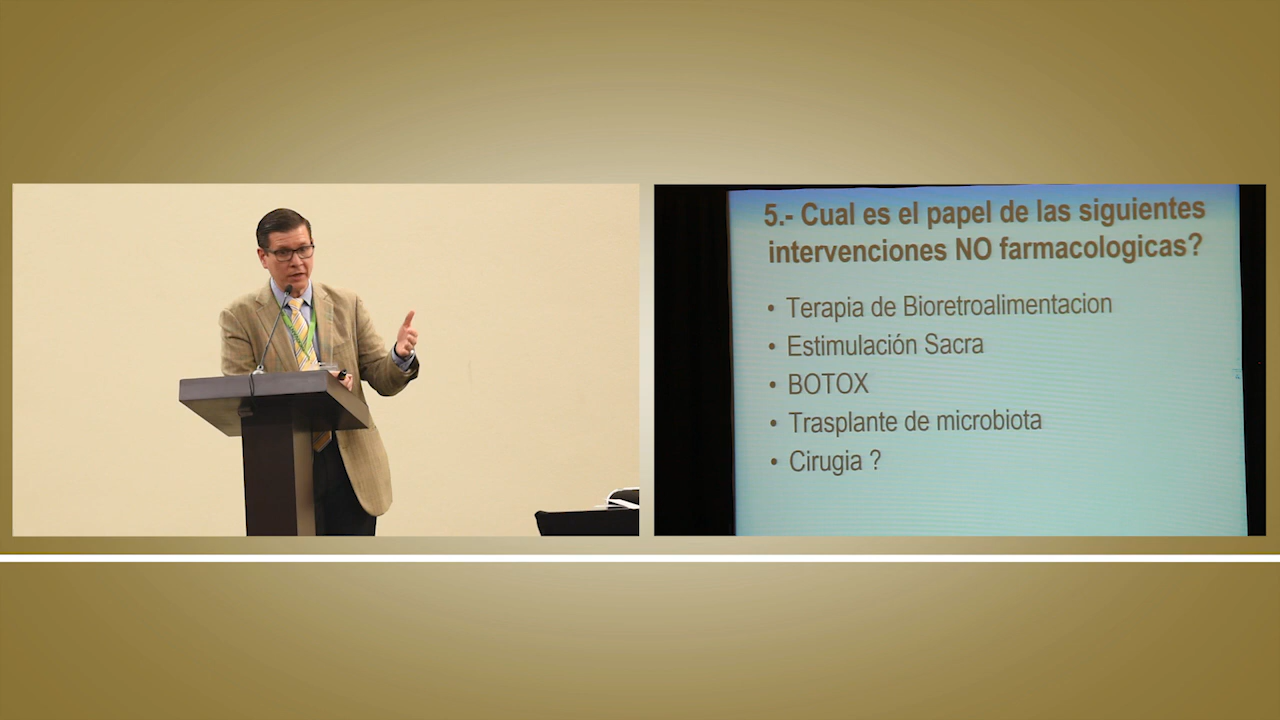 5.- Cual es el papel de las siguientes
intervenciones NO farmacologicas?
• Terapia de Bioretroalimentacion
• Estimulación Sacra
• BOTOX
• Trasplante de microbiota
• Cirugia ?